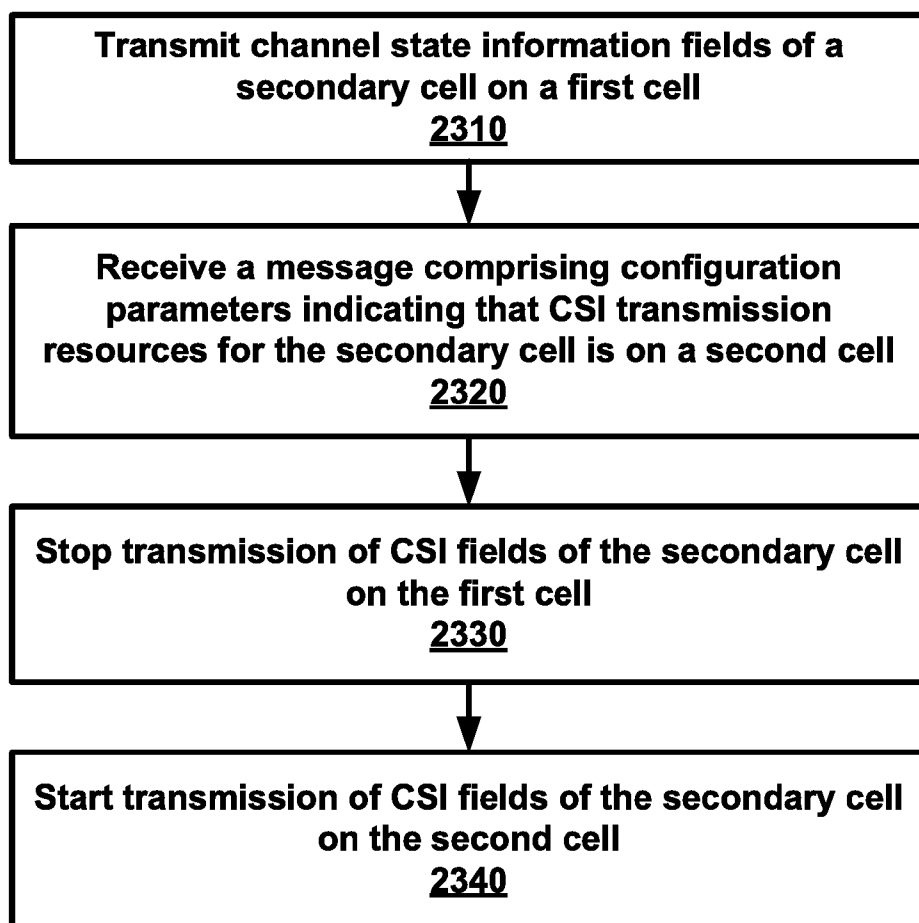 Transmit channel state information fields of a
secondary cell on a first cell
2310
Receive a message comprising configuration
parameters indicating that CSI transmission
resources for the secondary cell is on a second cell
2320
Stop transmission of CSI fields of the secondary cell
on the first cell
2330
Start transmission of CSI fields of the secondary cell
on the second cell
2340